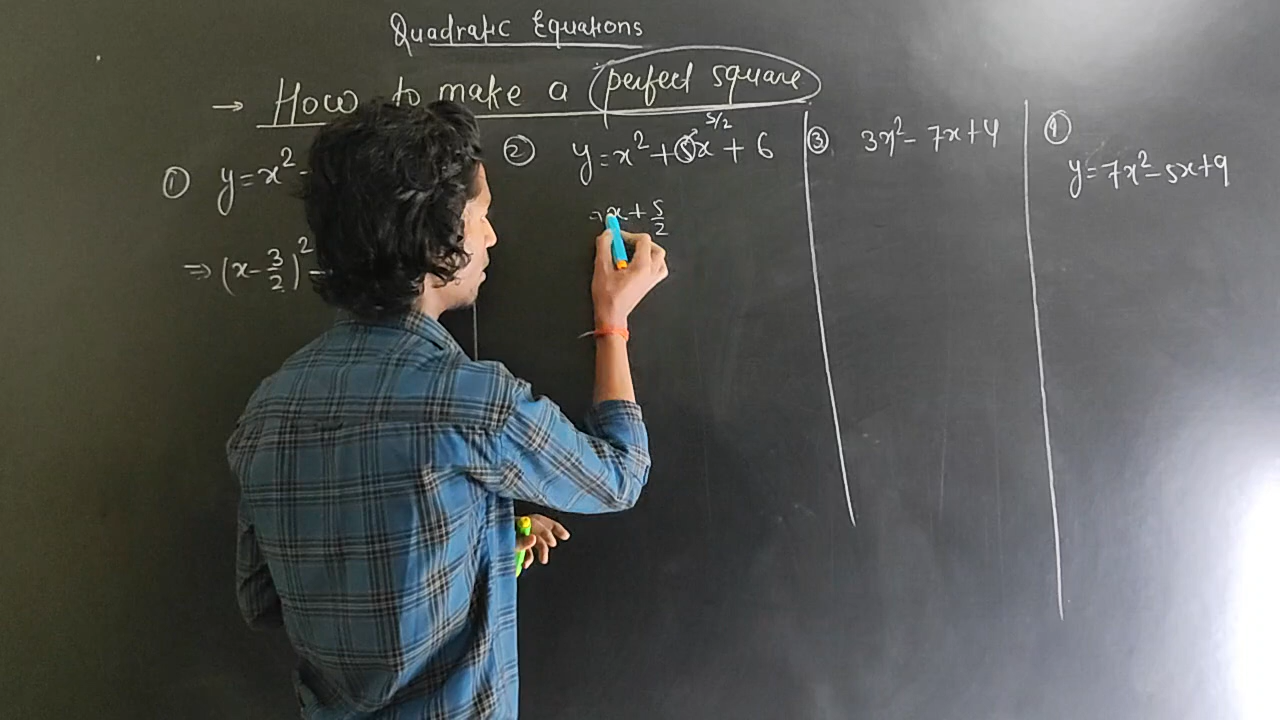 Quadratic Equations
→ How to make a perfect square
① y=x²-
⇒ (x-3/2)²-
② y=x²+5x+6
5/2
⇒x+5/2
③ 3x²-7x+4
④
y=7x²-5x+9